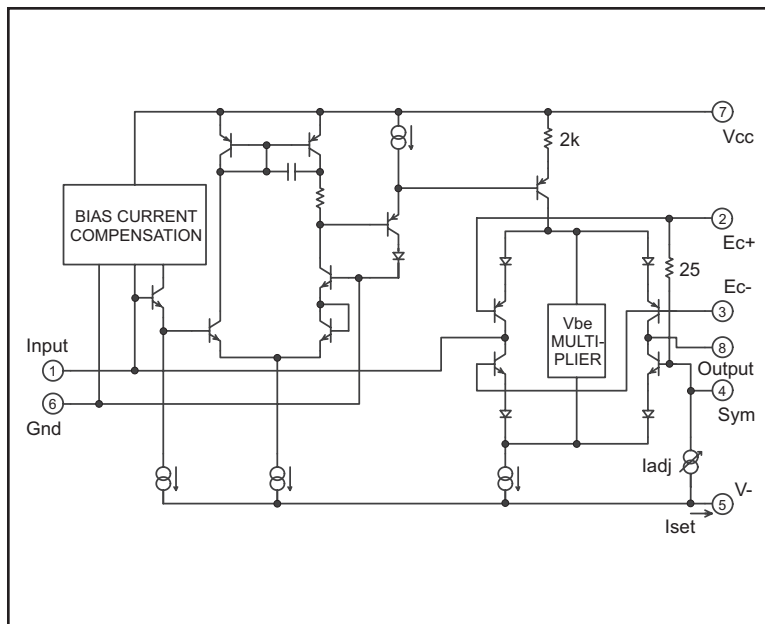 7
Vcc
2k
BIAS CURRENT
COMPENSATION
2
Ec+
25
Ec-
3
Vbe
MULTI-
PLIER
Input
1
8
Output
6
Gnd
4
Sym
Iadj
V-
5
Iset